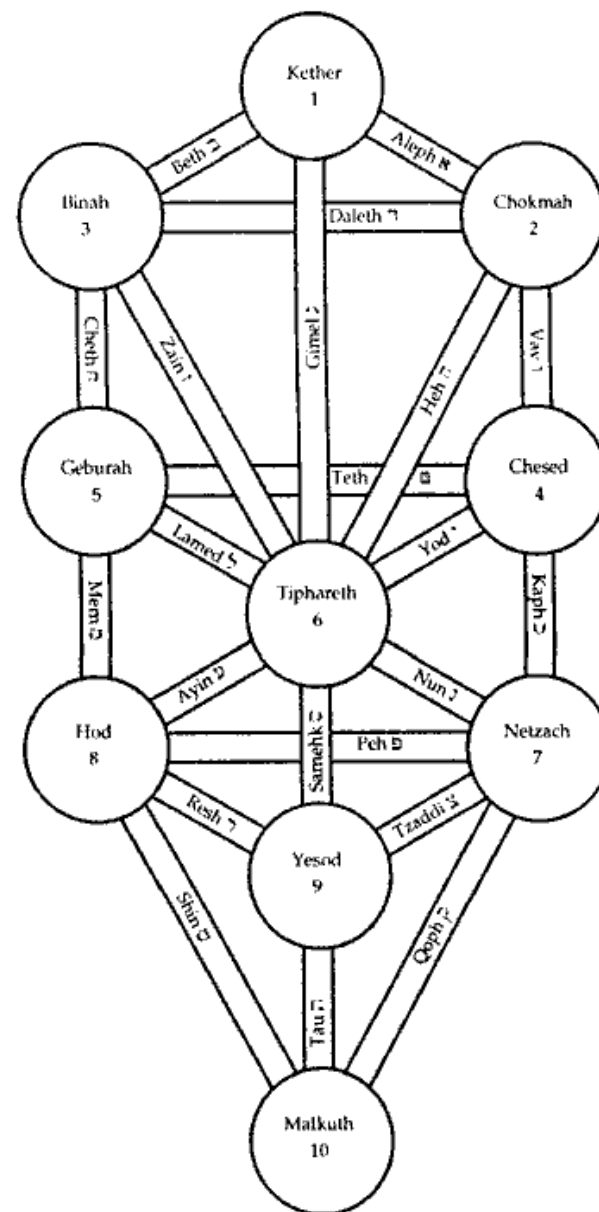 Kether
1
Beth ב
Aleph א
Binah
3
Chokmah
2
Daleth ד
Gimel ג
Cheth ח
Zain ז
Heh ה
Vav ו
Geburah
5
Chesed
4
Teth ט
Lamed ל
Yod י
Tiphareth
6
Mem מ
Kaph כ
Ayin ע
Nun נ
Hod
8
Netzach
7
Samehk ס
Peh פ
Resh ר
Tzaddi צ
Yesod
9
Shin ש
Qoph ק
Tau ת
Malkuth
10